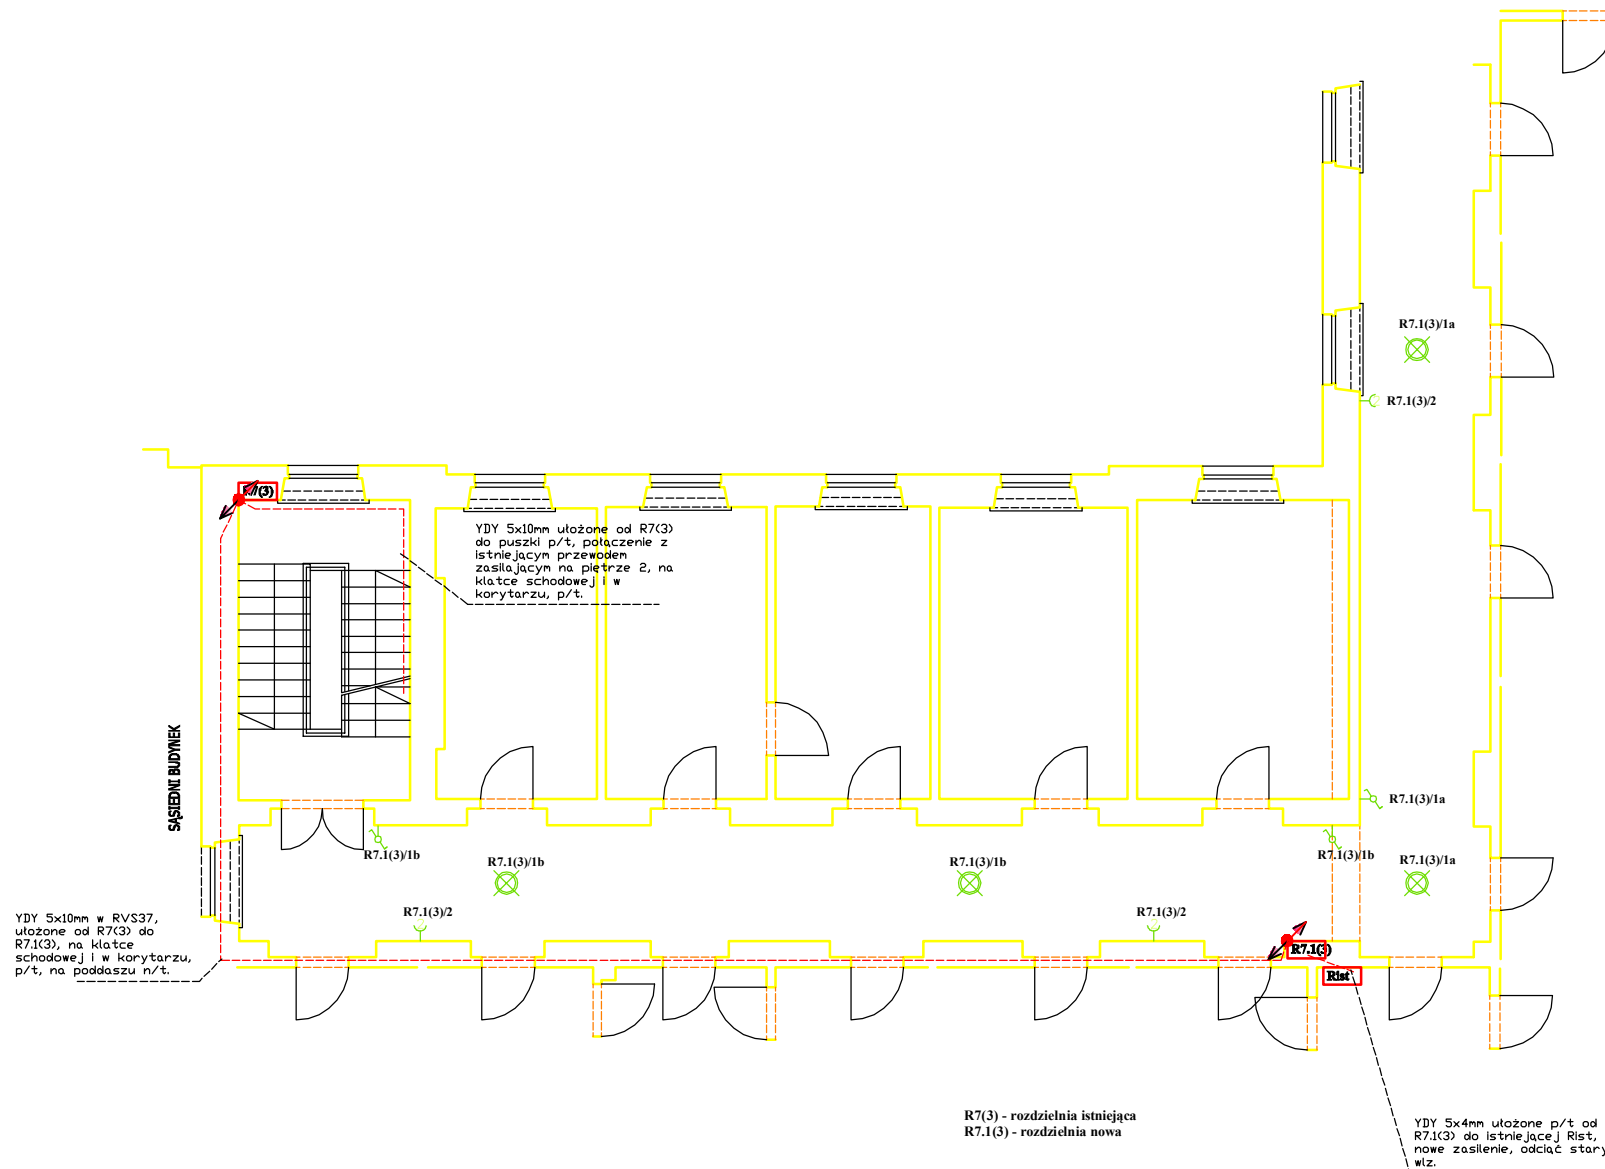 R7.1(3)/1a
R7.1(3)/2
R7(3)
YDY 5x10mm ułożone od R7(3)
do puszki p/t, połączenie z
istniejącym przewodem
zasilającym na piętrze 2, na
klatce schodowej i w
korytarzu, p/t.
SĄSIEDNI BUDYNEK
R7.1(3)/1a
R7.1(3)/1b
R7.1(3)/1b
R7.1(3)/1b
R7.1(3)/1b
R7.1(3)/1a
R7.1(3)/2
R7.1(3)/2
YDY 5x10mm w RVS37,
ułożone od R7(3) do
R7.1(3), na klatce
schodowej i w korytarzu,
p/t, na poddaszu n/t.
R7.1(3)
Rist
R7(3) - rozdzielnia istniejąca
R7.1(3) - rozdzielnia nowa
YDY 5x4mm ułożone p/t od
R7.1(3) do istniejącej Rist,
nowe zasilenie, odciąć stary
wlz.